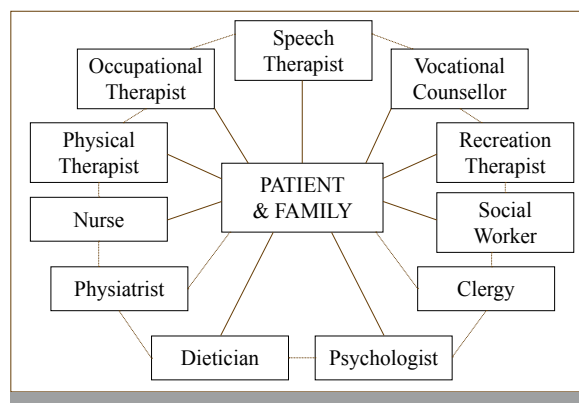 Speech
Therapist
Occupational
Therapist
Vocational
Counsellor
Physical
Therapist
Recreation
Therapist
PATIENT
& FAMILY
Nurse
Social
Worker
Physiatrist
Clergy
Dietician
Psychologist